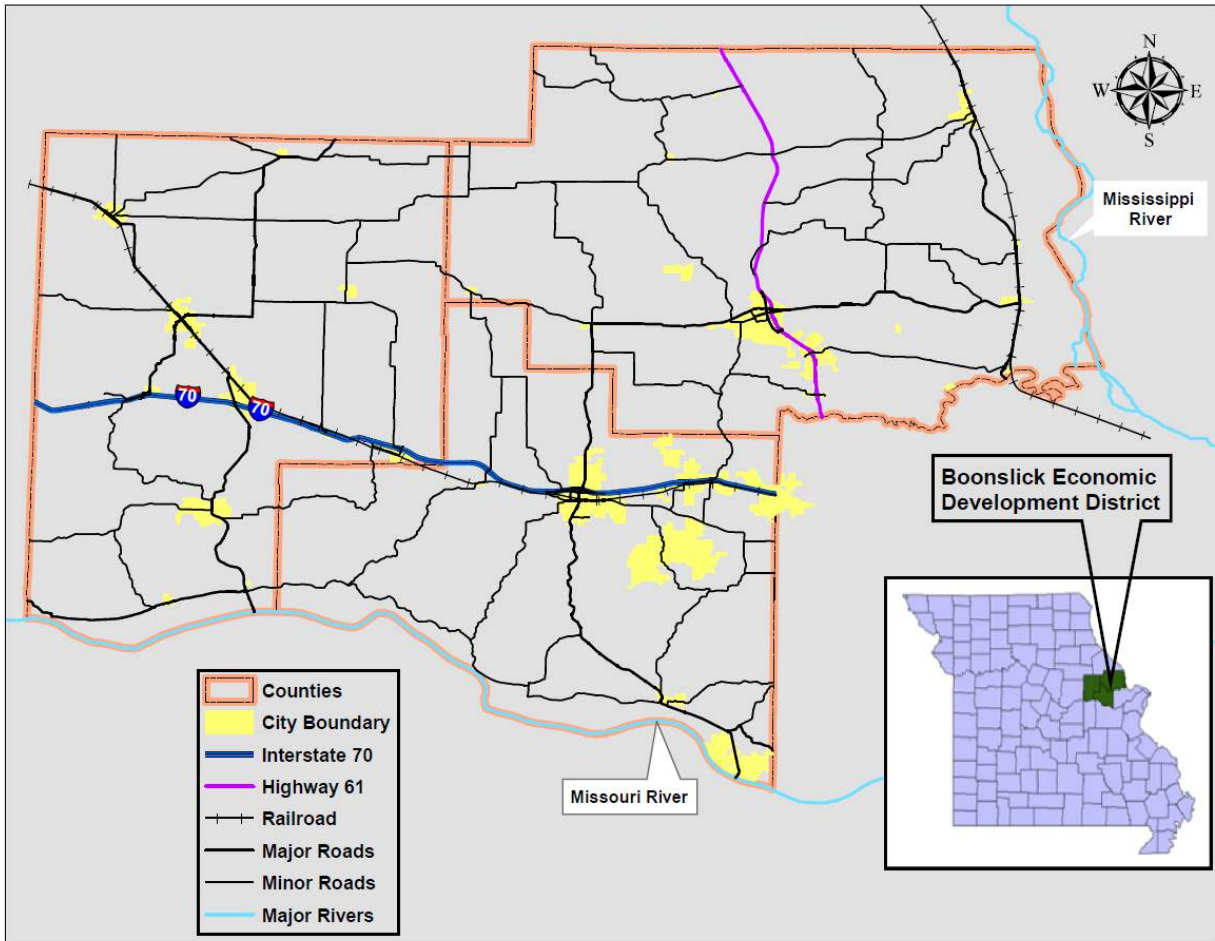 N
W E
S
Mississippi
River
70
70
Boonslick Economic
Development District
Counties
City Boundary
Interstate 70
Highway 61
Railroad
Major Roads
Minor Roads
Major Rivers
Missouri River